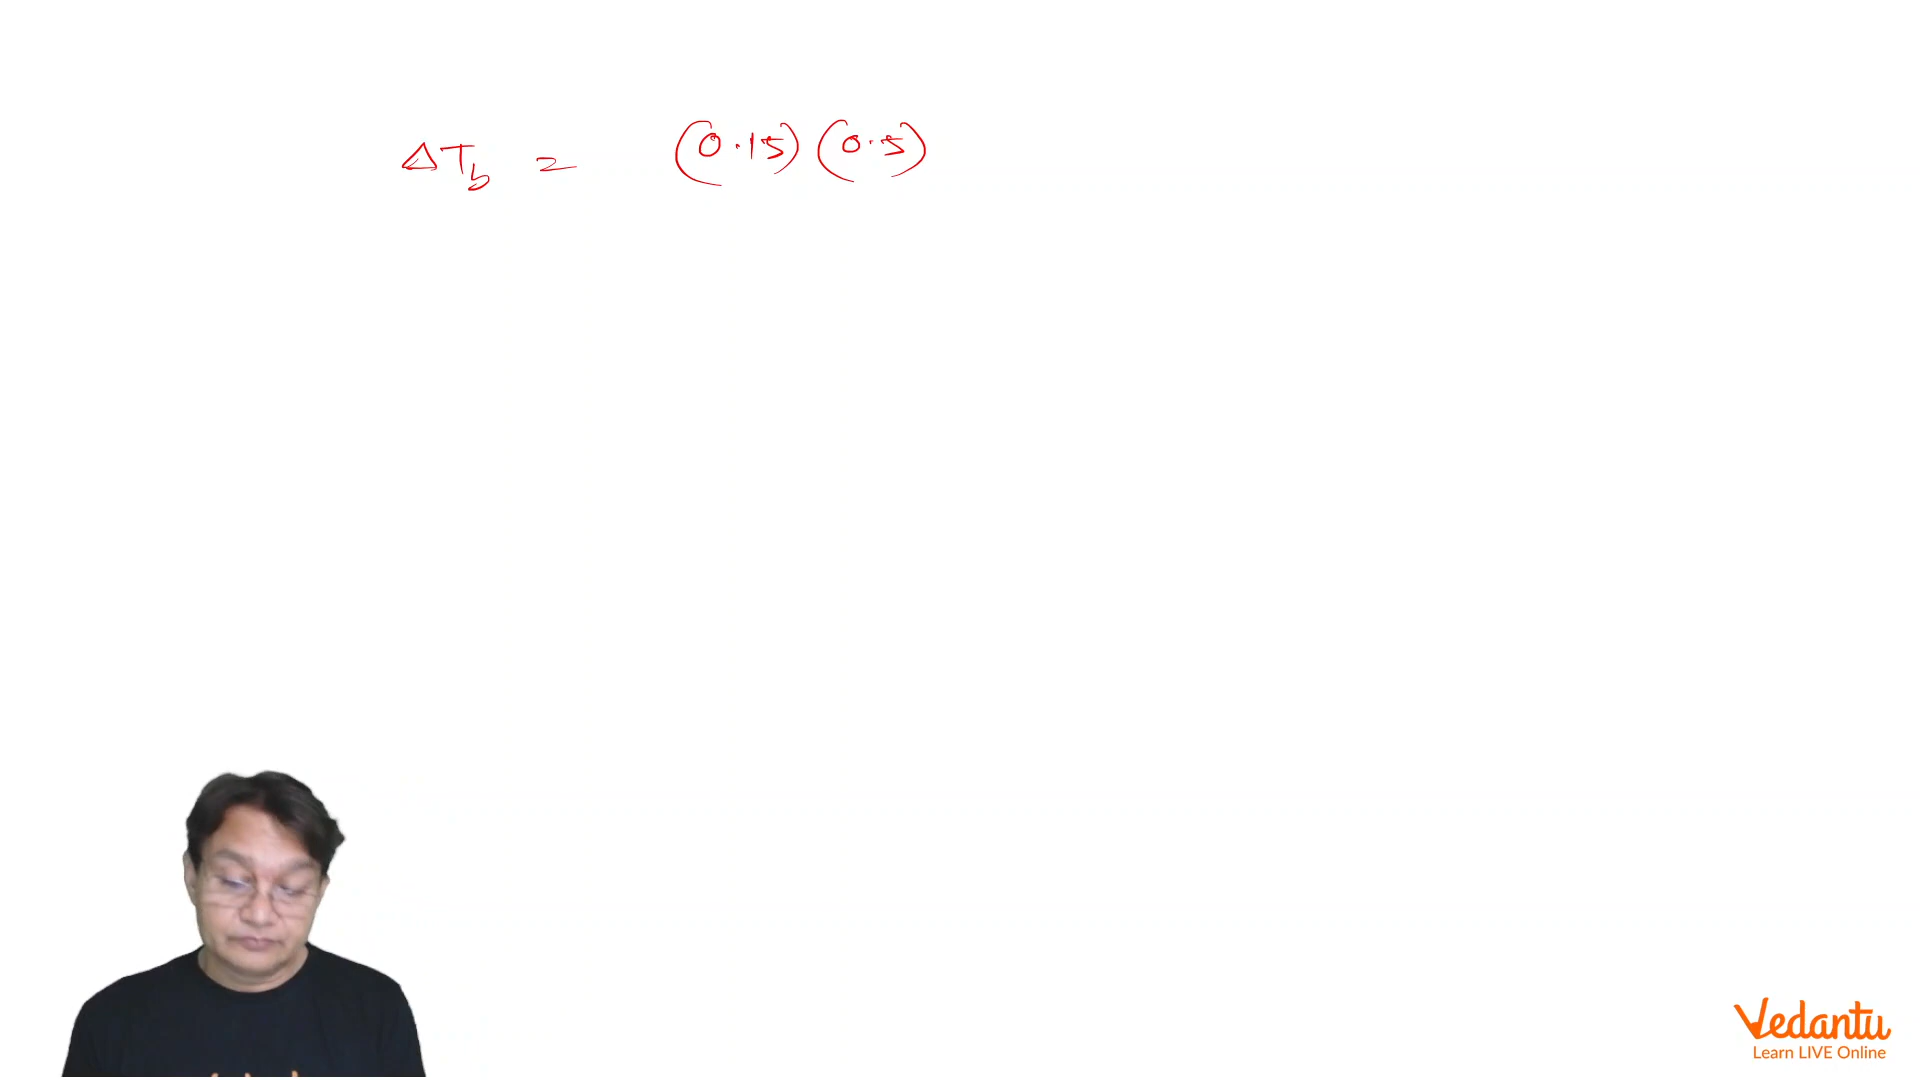 ΔT_b = (0.15) (0.5)
Vedantu
Learn LIVE Online